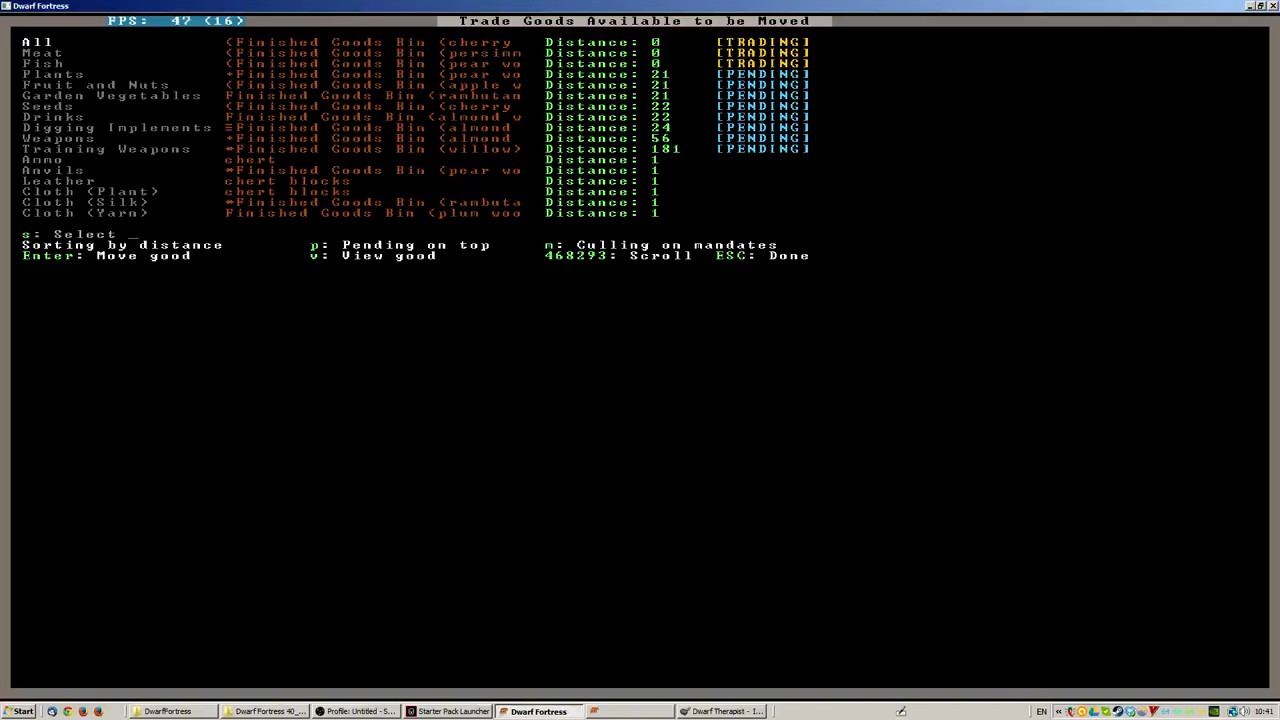 Dwarf Fortress
FPS: 47 (16)
Trade Goods Available to be Moved
All (Finished Goods Bin (cherry Distance: 0 [TRADING]
Meat (Finished Goods Bin (persimm Distance: 0 [TRADING]
Fish (Finished Goods Bin (pear wo Distance: 0 [TRADING]
Plants +Finished Goods Bin (pear wo Distance: 21 [PENDING]
Fruit and Nuts (Finished Goods Bin (apple w Distance: 21 [PENDING]
Garden Vegetables Finished Goods Bin (rambutan Distance: 21 [PENDING]
Seeds (Finished Goods Bin (cherry Distance: 22 [PENDING]
Drinks Finished Goods Bin (almond w Distance: 22 [PENDING]
Digging Implements ≡Finished Goods Bin (almond Distance: 24 [PENDING]
Weapons +Finished Goods Bin (almond Distance: 56 [PENDING]
Training Weapons *Finished Goods Bin (willow) Distance: 181 [PENDING]
Ammo chert Distance: 1
Anvils *Finished Goods Bin (pear wo Distance: 1
Leather chert blocks Distance: 1
Cloth (Plant) chert blocks Distance: 1
Cloth (Silk) *Finished Goods Bin (rambuta Distance: 1
Cloth (Yarn) Finished Goods Bin (plum woo Distance: 1
s: Select _
Sorting by distance p: Pending on top m: Culling on mandates
Enter: Move good v: View good 468293: Scroll ESC: Done
Start DwarfFortress Dwarf Fortress 40_... Profile: Untitled - S... Starter Pack Launcher Dwarf Fortress Dwarf Therapist - 1... EN « 10:41